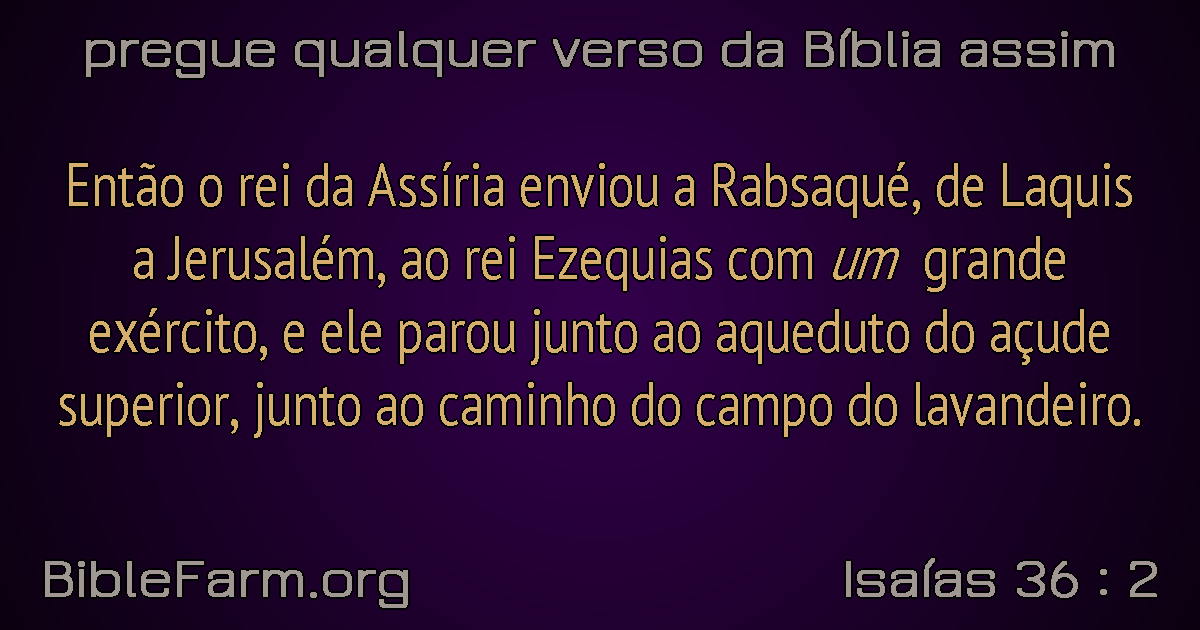 pregue qualquer verso da Bíblia assim
Então o rei da Assíria enviou a Rabsaqué, de Laquis
a Jerusalém, ao rei Ezequias com um grande
exército, e ele parou junto ao aqueduto do açude
superior, junto ao caminho do campo do lavandeiro.
BibleFarm.org
Isaías 36 : 2